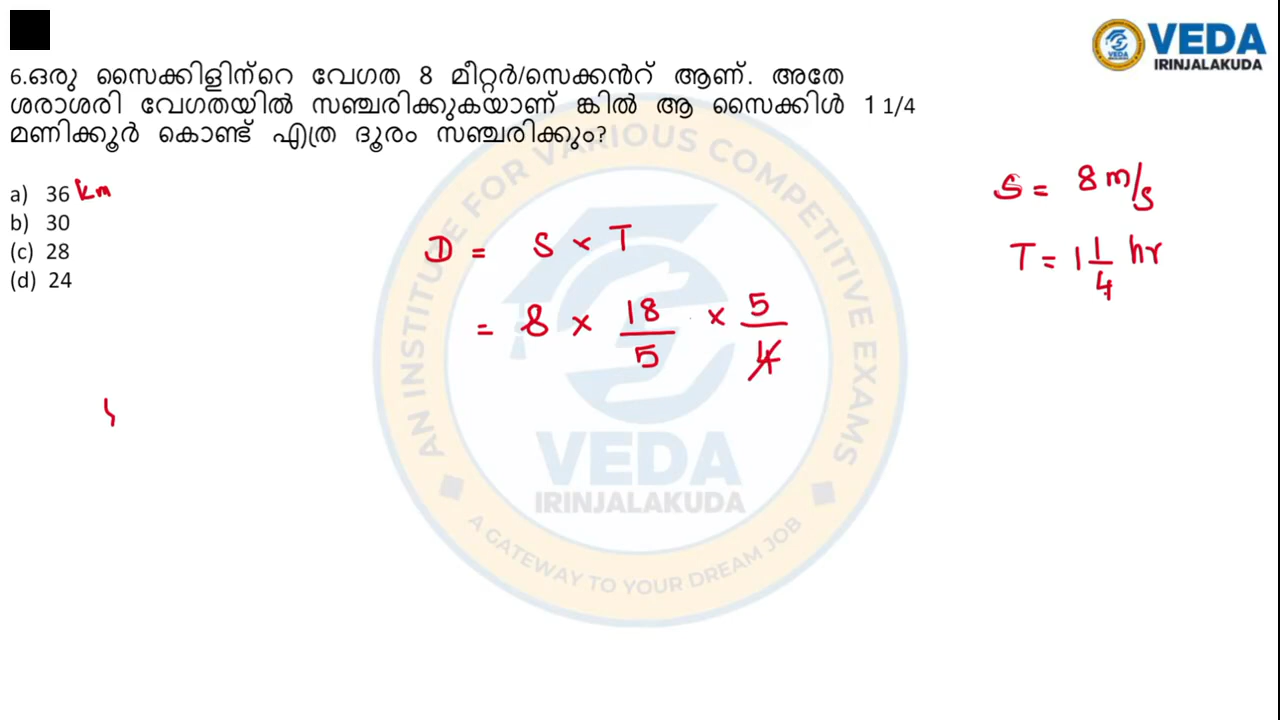 VEDA
IRINJALAKUDA
6.ഒരു സൈക്കിളിന്റെ വേഗത 8 മീറ്റർ/സെക്കൻറ് ആണ്. അതേ
ശരാശരി വേഗതയിൽ സഞ്ചരിക്കുകയാണ് ങ്കിൽ ആ സൈക്കിൾ 1 1/4
മണിക്കൂർ കൊണ്ട് എത്ര ദൂരം സഞ്ചരിക്കും?
a) 36 km
b) 30
(c) 28
(d) 24
S = 8 m/s
T = 1 1/4 hr
D = S × T
= 8 × 18/5 × 5/4
AN INSTITUTE FOR VARIOUS COMPETITIVE EXAMS
VEDA
IRINJALAKUDA
A GATEWAY TO YOUR DREAM JOB